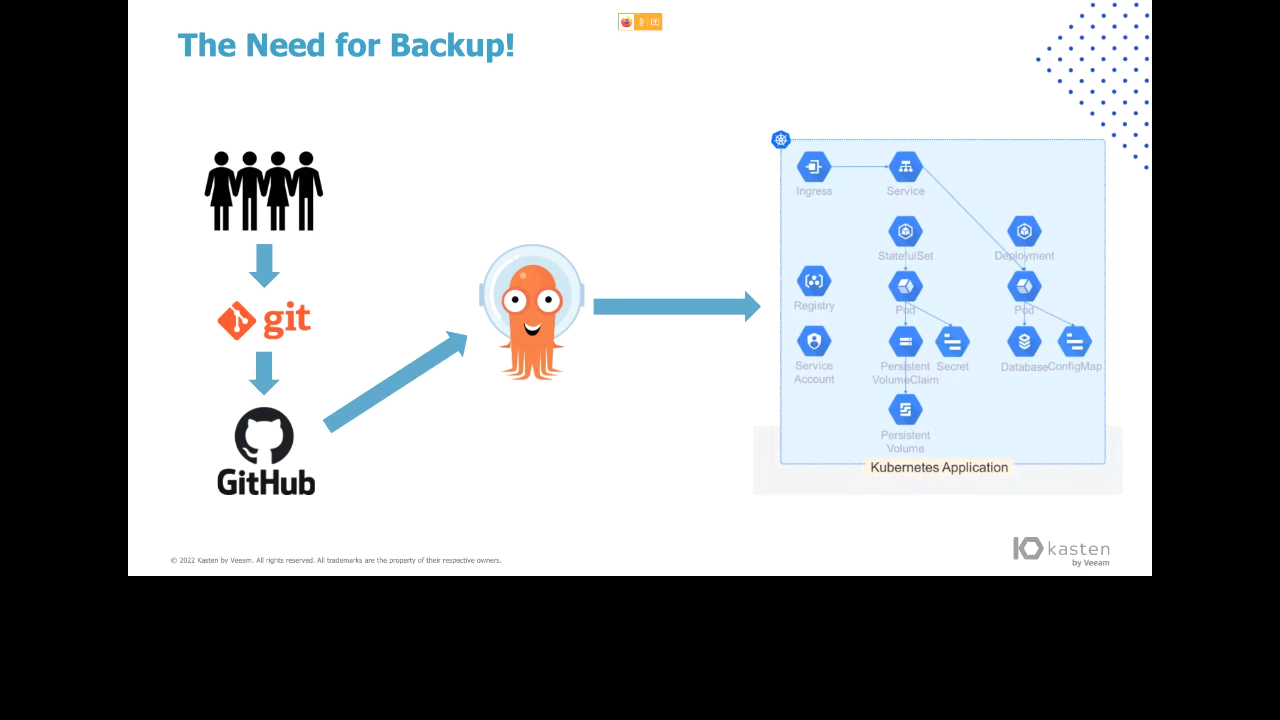 The Need for Backup!
git
GitHub
Ingress
Service
StatefulSet
Deployment
Registry
Pod
Pod
Service
Account
Persistent
VolumeClaim
Secret
Database
ConfigMap
Persistent
Volume
Kubernetes Application
© 2022 Kasten by Veeam. All rights reserved. All trademarks are the property of their respective owners.
kasten
by Veeam